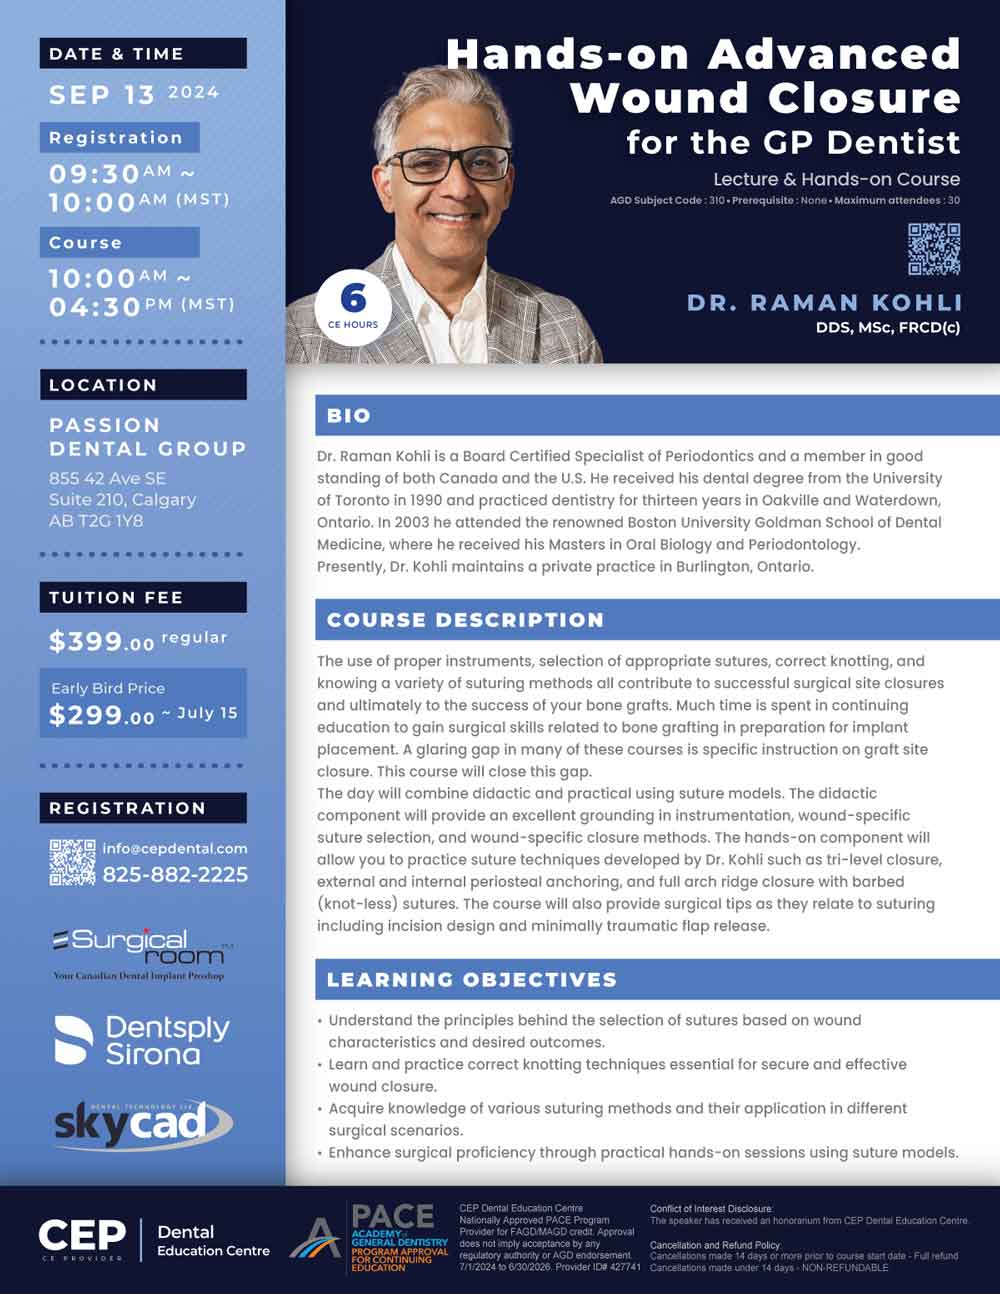 Hands-on Advanced
Wound Closure
for the GP Dentist
Lecture & Hands-on Course
AGD Subject Code : 310 • Prerequisite : None • Maximum attendees : 30
DR. RAMAN KOHLI
DDS, MSc, FRCD(c)
6
CE HOURS
DATE & TIME
SEP 13 2024
Registration
09:30 AM ~
10:00 AM (MST)
Course
10:00 AM ~
04:30 PM (MST)
LOCATION
PASSION
DENTAL GROUP
855 42 Ave SE
Suite 210, Calgary
AB T2G 1Y8
TUITION FEE
$399.00 regular
Early Bird Price
$299.00 ~ July 15
REGISTRATION
info@cepdental.com
825-882-2225
Surgical
room
Your Canadian Dental Implant Proshop
Dentsply
Sirona
DENTAL TECHNOLOGY LLC.
skycad
BIO
Dr. Raman Kohli is a Board Certified Specialist of Periodontics and a member in good
standing of both Canada and the U.S. He received his dental degree from the University
of Toronto in 1990 and practiced dentistry for thirteen years in Oakville and Waterdown,
Ontario. In 2003 he attended the renowned Boston University Goldman School of Dental
Medicine, where he received his Masters in Oral Biology and Periodontology.
Presently, Dr. Kohli maintains a private practice in Burlington, Ontario.
COURSE DESCRIPTION
The use of proper instruments, selection of appropriate sutures, correct knotting, and
knowing a variety of suturing methods all contribute to successful surgical site closures
and ultimately to the success of your bone grafts. Much time is spent in continuing
education to gain surgical skills related to bone grafting in preparation for implant
placement. A glaring gap in many of these courses is specific instruction on graft site
closure. This course will close this gap.
The day will combine didactic and practical using suture models. The didactic
component will provide an excellent grounding in instrumentation, wound-specific
suture selection, and wound-specific closure methods. The hands-on component will
allow you to practice suture techniques developed by Dr. Kohli such as tri-level closure,
external and internal periosteal anchoring, and full arch ridge closure with barbed
(knot-less) sutures. The course will also provide surgical tips as they relate to suturing
including incision design and minimally traumatic flap release.
LEARNING OBJECTIVES
• Understand the principles behind the selection of sutures based on wound
characteristics and desired outcomes.
• Learn and practice correct knotting techniques essential for secure and effective
wound closure.
• Acquire knowledge of various suturing methods and their application in different
surgical scenarios.
• Enhance surgical proficiency through practical hands-on sessions using suture models.
CEP
CE PROVIDER
Dental
Education Centre
PACE
ACADEMY of
GENERAL DENTISTRY
PROGRAM APPROVAL
FOR CONTINUING
EDUCATION
CEP Dental Education Centre
Nationally Approved PACE Program
Provider for FAGD/MAGD credit. Approval
does not imply acceptance by any
regulatory authority or AGD endorsement.
7/1/2024 to 6/30/2026. Provider ID# 427741
Conflict of Interest Disclosure:
The speaker has received an honorarium from CEP Dental Education Centre.
Cancellation and Refund Policy
Cancellations made 14 days or more prior to course start date - Full refund
Cancellations made under 14 days - NON-REFUNDABLE